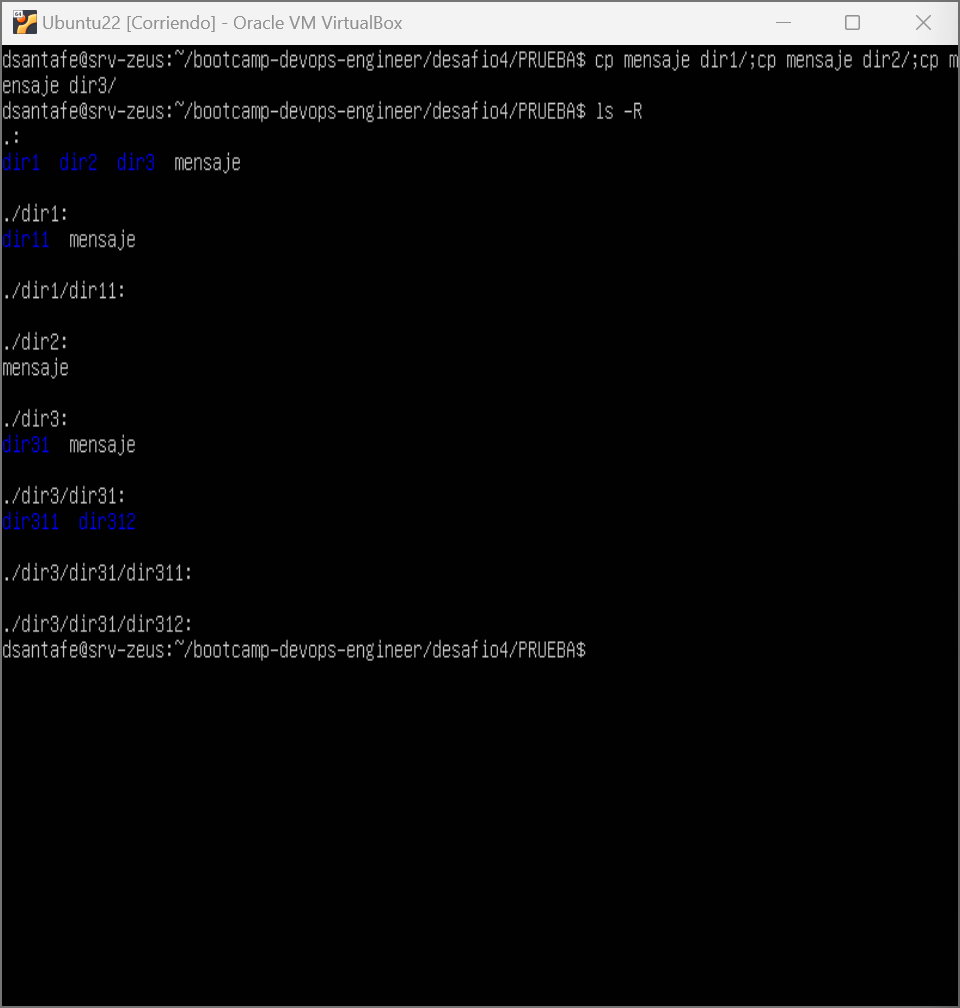 Ubuntu22 [Corriendo] - Oracle VM VirtualBox
dsantafe@srv-zeus:~/bootcamp-devops-engineer/desafio4/PRUEBA$ cp mensaje dir1/;cp mensaje dir2/;cp m
ensaje dir3/
dsantafe@srv-zeus:~/bootcamp-devops-engineer/desafio4/PRUEBA$ ls -R
.:
dir1  dir2  dir3  mensaje
./dir1:
dir11  mensaje
./dir1/dir11:
./dir2:
mensaje
./dir3:
dir31  mensaje
./dir3/dir31:
dir311  dir312
./dir3/dir31/dir311:
./dir3/dir31/dir312:
dsantafe@srv-zeus:~/bootcamp-devops-engineer/desafio4/PRUEBA$